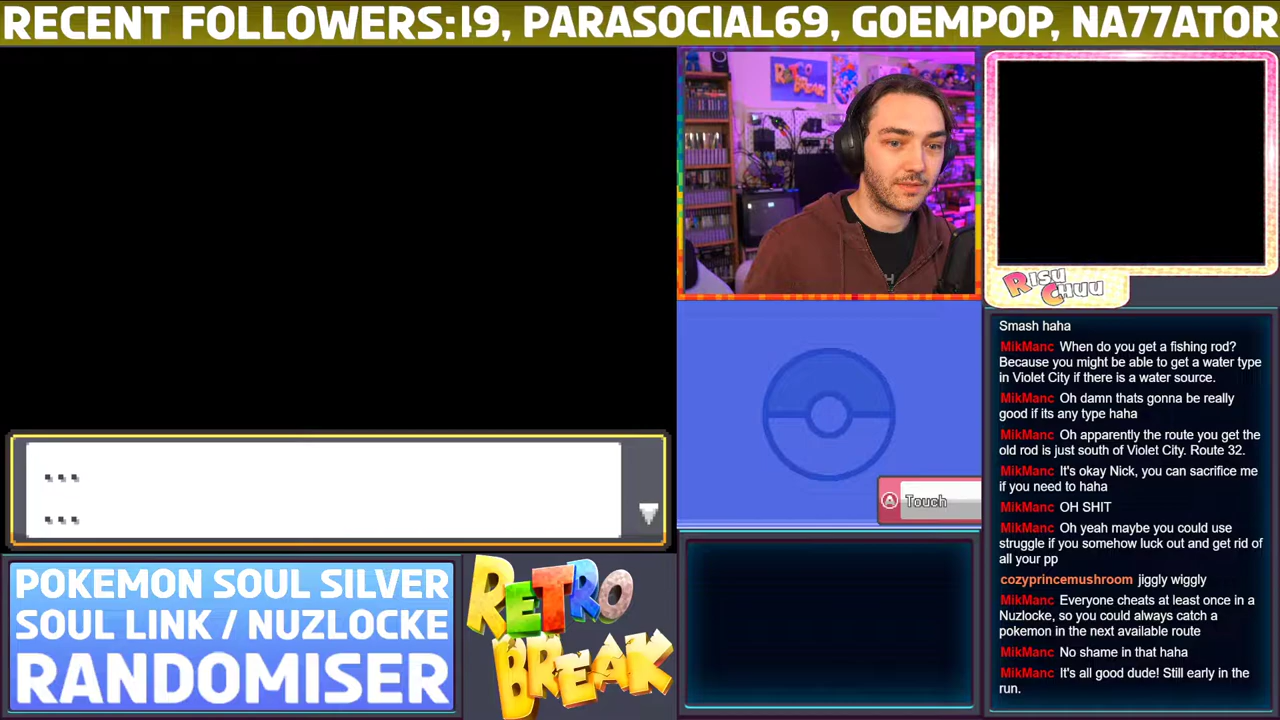 RECENT FOLLOWERS:
19, PARASOCIAL69, GOEMPOP, NA77ATOR
RETRO
BREAK
RISU
CHUU
...
...
Touch
POKEMON SOUL SILVER
SOUL LINK / NUZLOCKE
RANDOMISER
RETRO
BREAK
Smash haha
MikManc When do you get a fishing rod?
Because you might be able to get a water type
in Violet City if there is a water source.
MikManc Oh damn thats gonna be really
good if its any type haha
MikManc Oh apparently the route you get the
old rod is just south of Violet City. Route 32.
MikManc It's okay Nick, you can sacrifice me
if you need to haha
MikManc OH SHIT
MikManc Oh yeah maybe you could use
struggle if you somehow luck out and get rid of
all your pp
cozyprincemushroom jiggly wiggly
MikManc Everyone cheats at least once in a
Nuzlocke, so you could always catch a
pokemon in the next available route
MikManc No shame in that haha
MikManc It's all good dude! Still early in the
run.